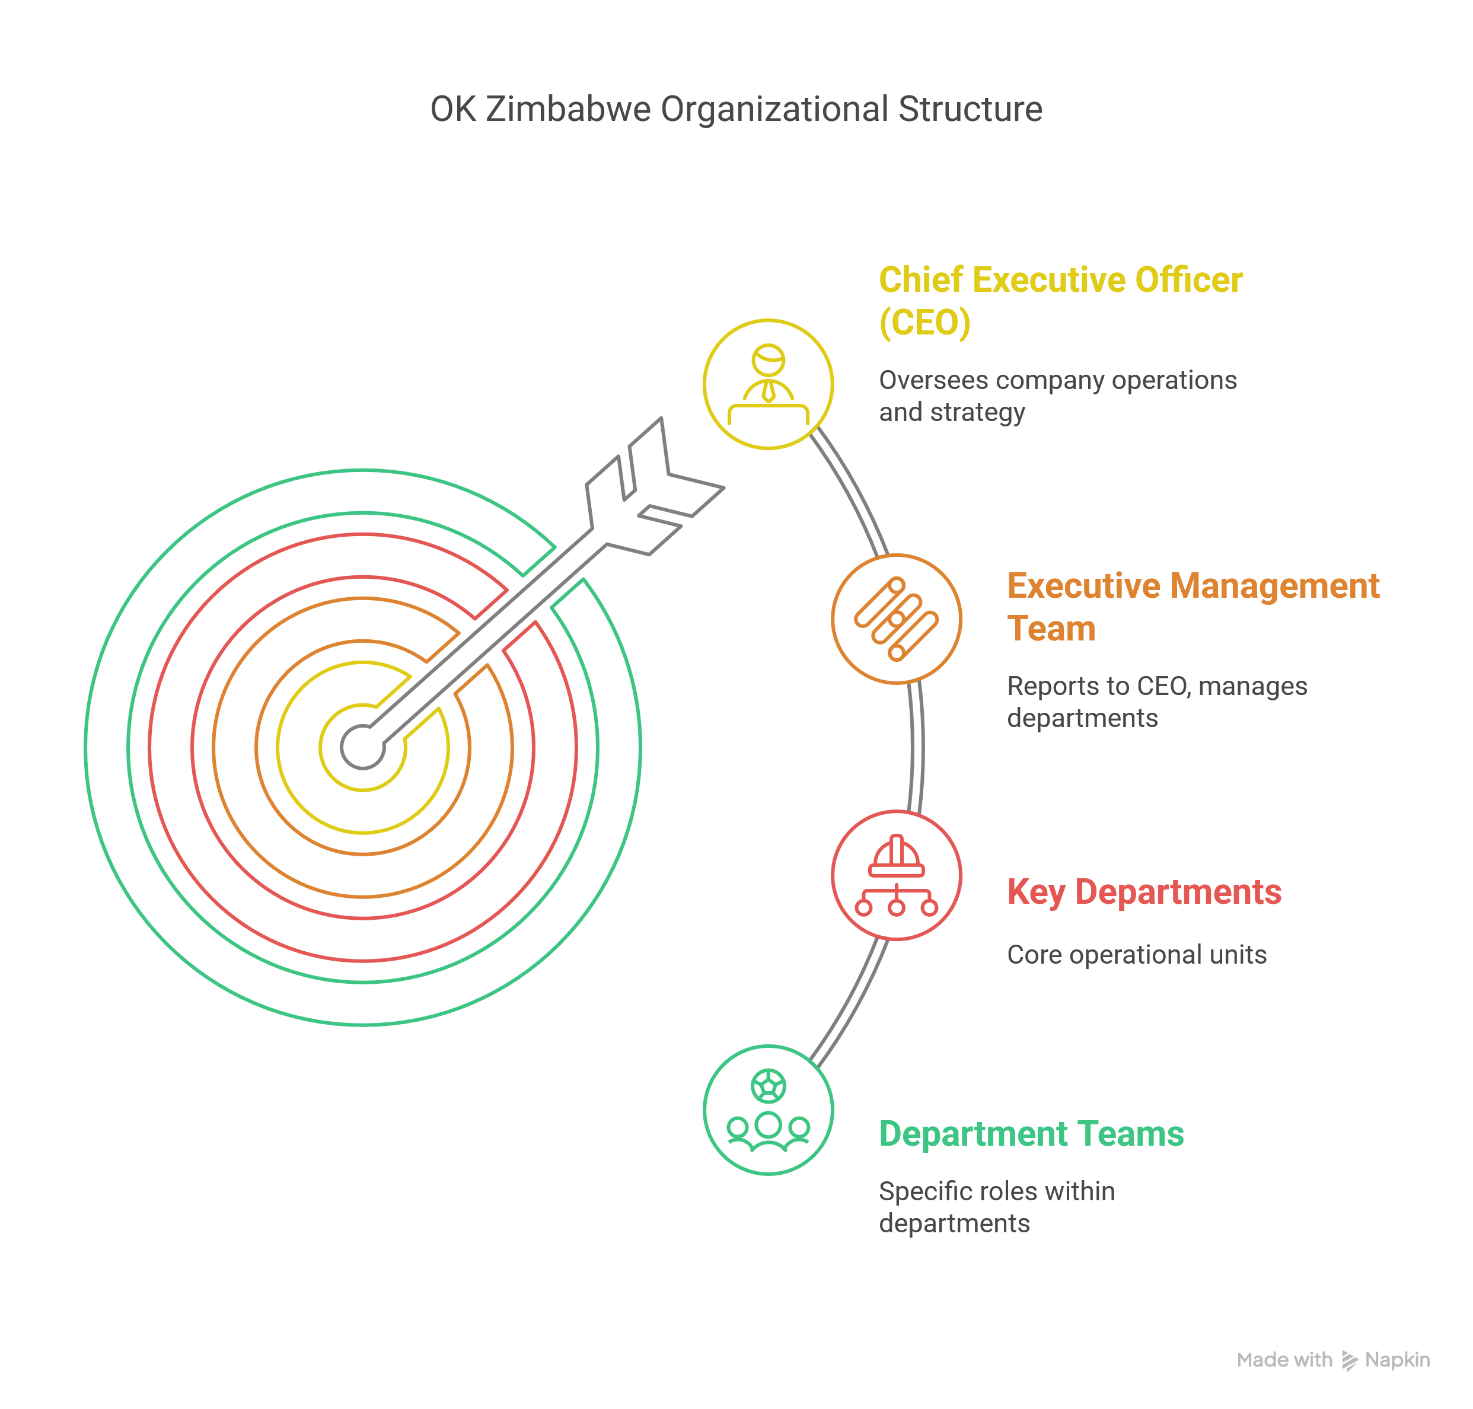 OK Zimbabwe Organizational Structure
Chief Executive Officer
(CEO)
Oversees company operations
and strategy
Executive Management
Team
Reports to CEO, manages
departments
Key Departments
Core operational units
Department Teams
Specific roles within
departments
Made with Napkin